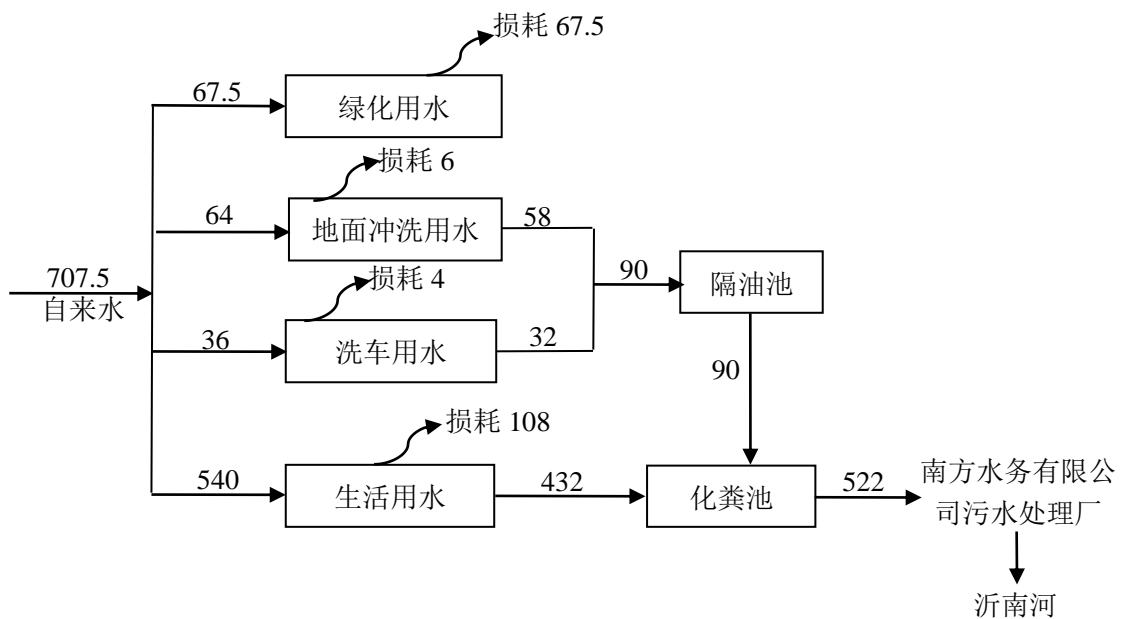 损耗 67.5
67.5
绿化用水
损耗 6
64
地面冲洗用水
58
707.5
自来水
损耗 4
90
隔油池
36
洗车用水
32
90
损耗 108
540
生活用水
432
化粪池
522
南方水务有限公
司污水处理厂
沂南河